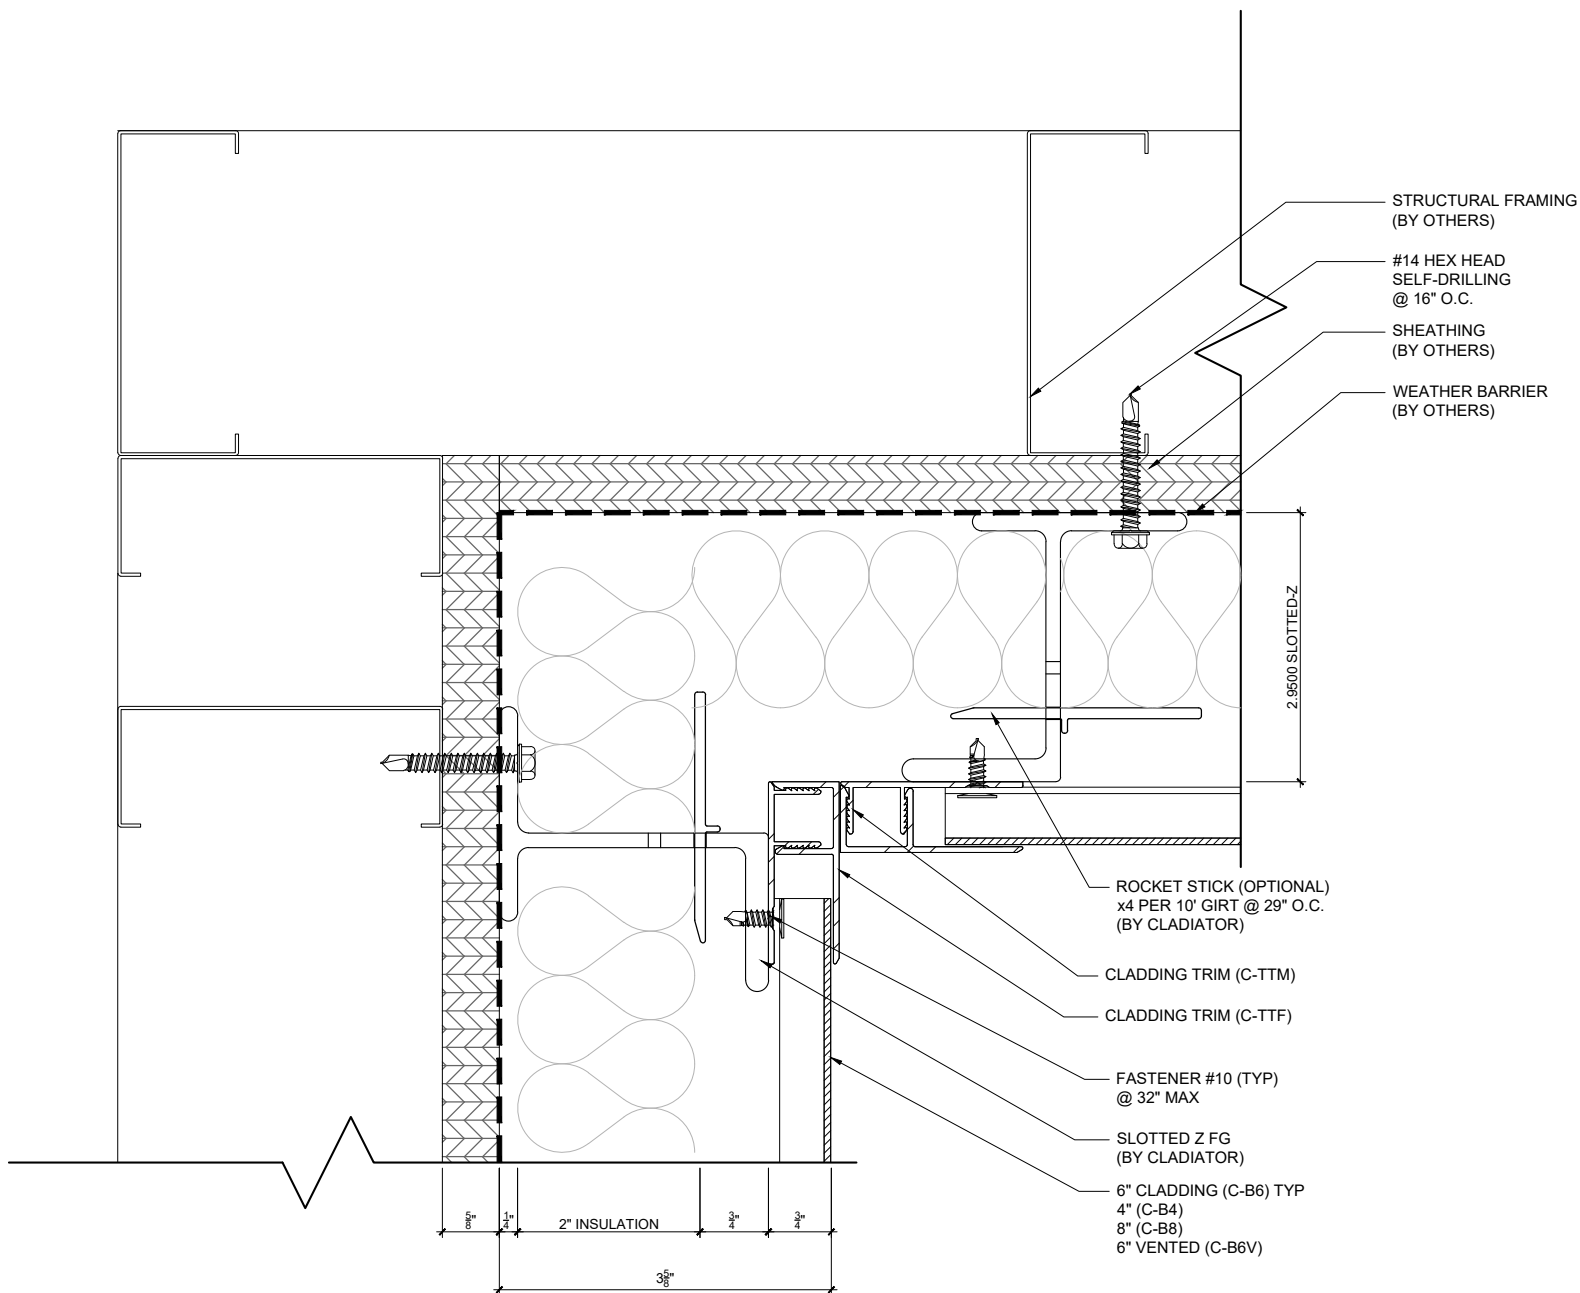 STRUCTURAL FRAMING
(BY OTHERS)
#14 HEX HEAD
SELF-DRILLING
@ 16" O.C.
SHEATHING
(BY OTHERS)
WEATHER BARRIER
(BY OTHERS)
2.9500 SLOTTED-Z
ROCKET STICK (OPTIONAL)
x4 PER 10' GIRT @ 29" O.C.
(BY CLADIATOR)
CLADDING TRIM (C-TTM)
CLADDING TRIM (C-TTF)
FASTENER #10 (TYP)
@ 32" MAX
SLOTTED Z FG
(BY CLADIATOR)
6" CLADDING (C-B6) TYP
4" (C-B4)
8" (C-B8)
6" VENTED (C-B6V)
5/8" 1/4" 2" INSULATION 3/4" 3/4"
3 5/8"